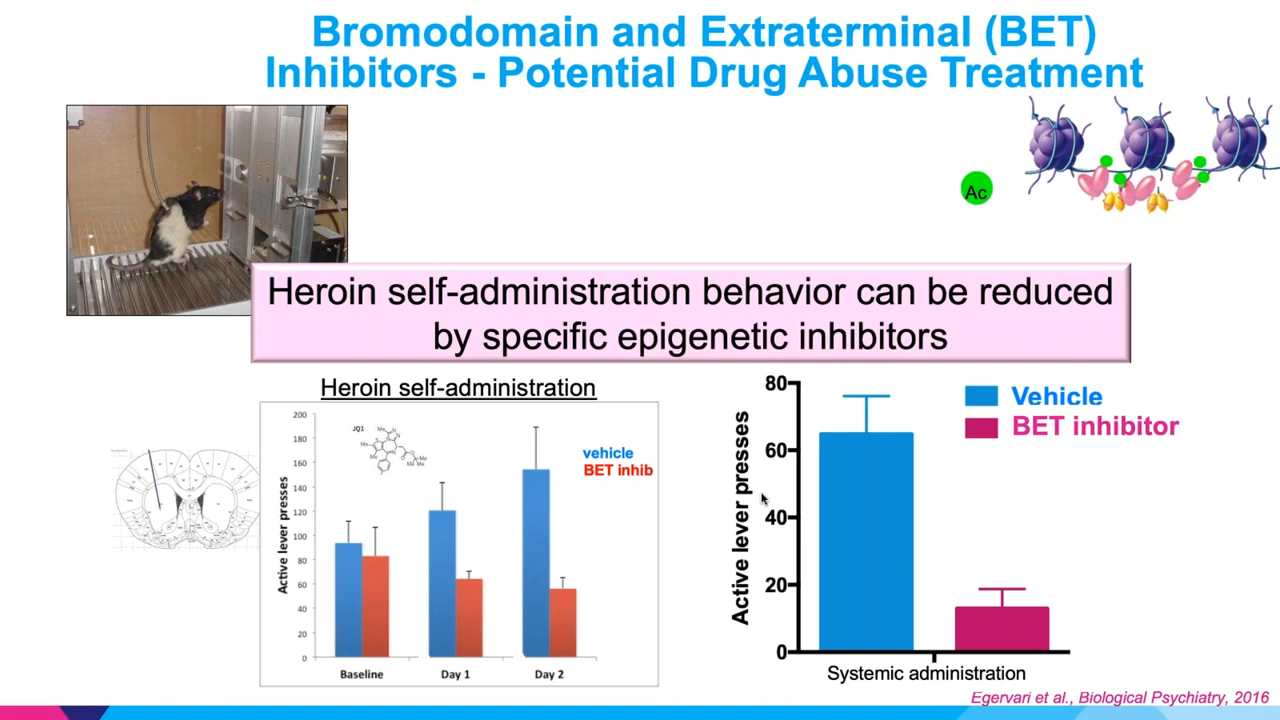 Bromodomain and Extraterminal (BET)
Inhibitors - Potential Drug Abuse Treatment
Ac
Heroin self-administration behavior can be reduced
by specific epigenetic inhibitors
Heroin self-administration
Active lever presses
200
180
160
140
120
100
80
60
40
20
0
JQ1
vehicle
BET inhib
Baseline
Day 1
Day 2
Active lever presses
80
60
40
20
0
Vehicle
BET inhibitor
Systemic administration
Egervari et al., Biological Psychiatry, 2016